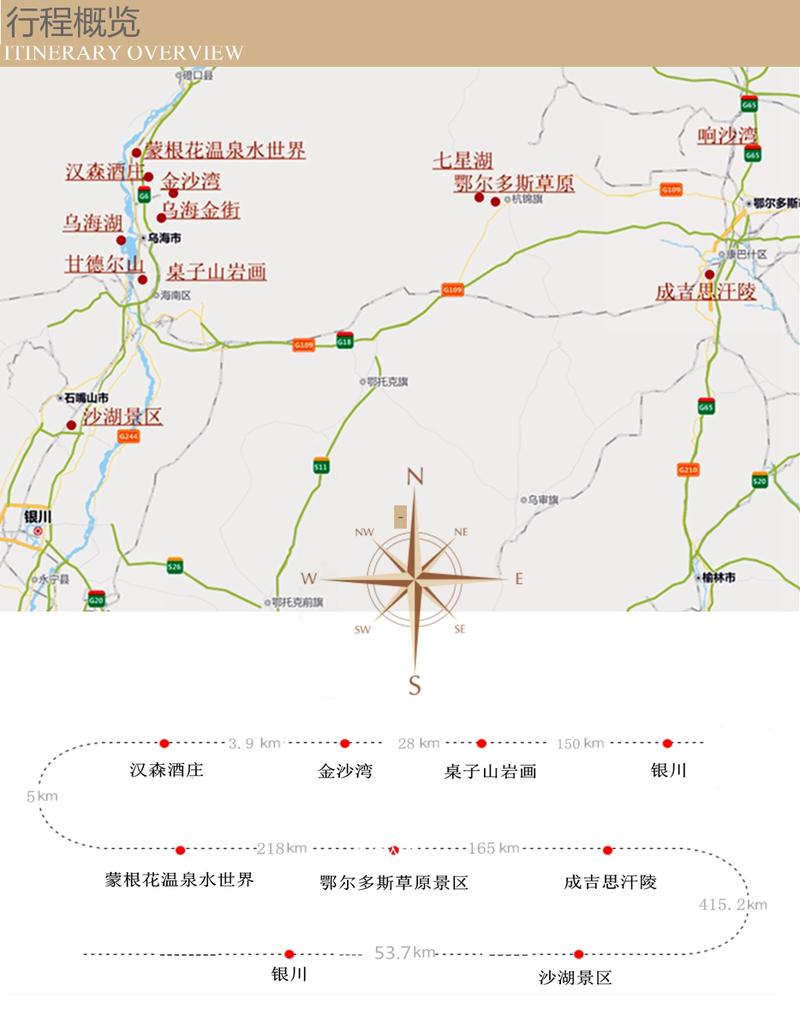 行程概览
ITINERARY OVERVIEW
磴口县
G65
响沙湾
G65
蒙根花温泉水世界
七星湖
汉森酒庄
金沙湾
鄂尔多斯草原
G109
G6
杭锦旗
鄂尔多斯市
乌海金街
乌海湖
乌海市
康巴什区
甘德尔山
桌子山岩画
成吉思汗陵
海南区
G109
G109
G18
鄂托克旗
石嘴山市
沙湖景区
G65
G244
S11
G210
S20
乌审旗
银川
N
NW
NE
S26
W
E
永宁县
榆林市
G20
鄂托克前旗
SW
SE
S
3.9 km
28 km
150 km
汉森酒庄
金沙湾
桌子山岩画
银川
5km
218km
165 km
蒙根花温泉水世界
鄂尔多斯草原景区
成吉思汗陵
415.2km
53.7km
银川
沙湖景区